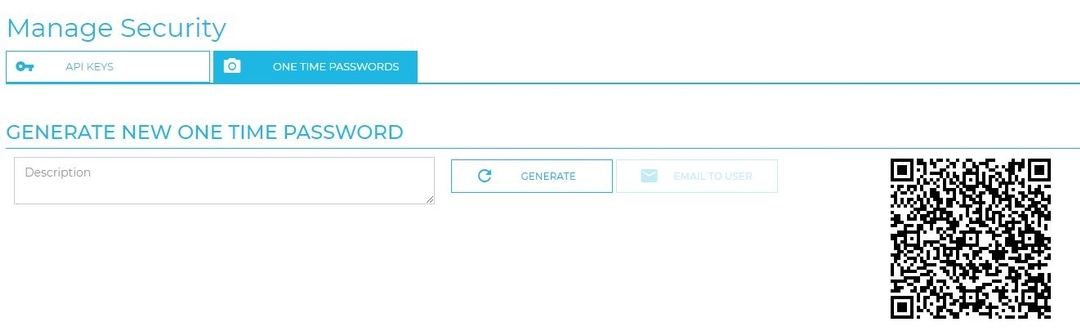 Manage Security
API KEYS
ONE TIME PASSWORDS
GENERATE NEW ONE TIME PASSWORD
Description
GENERATE
EMAIL TO USER